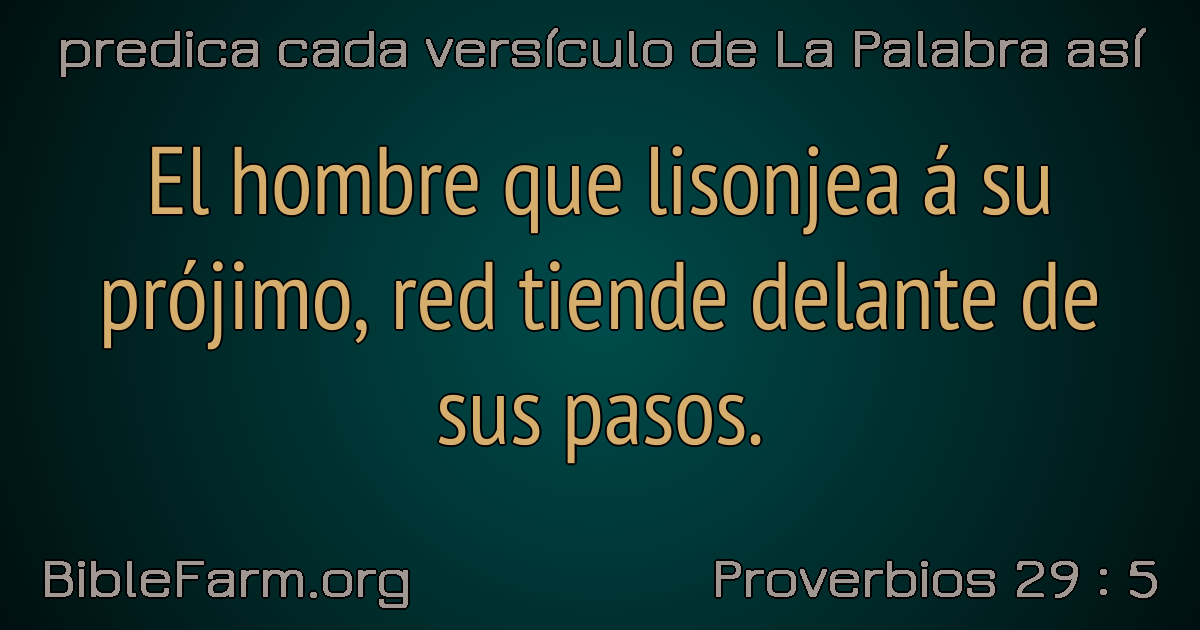 predica cada versículo de La Palabra así
El hombre que lisonjea á su
prójimo, red tiende delante de
sus pasos.
BibleFarm.org
Proverbios 29 : 5